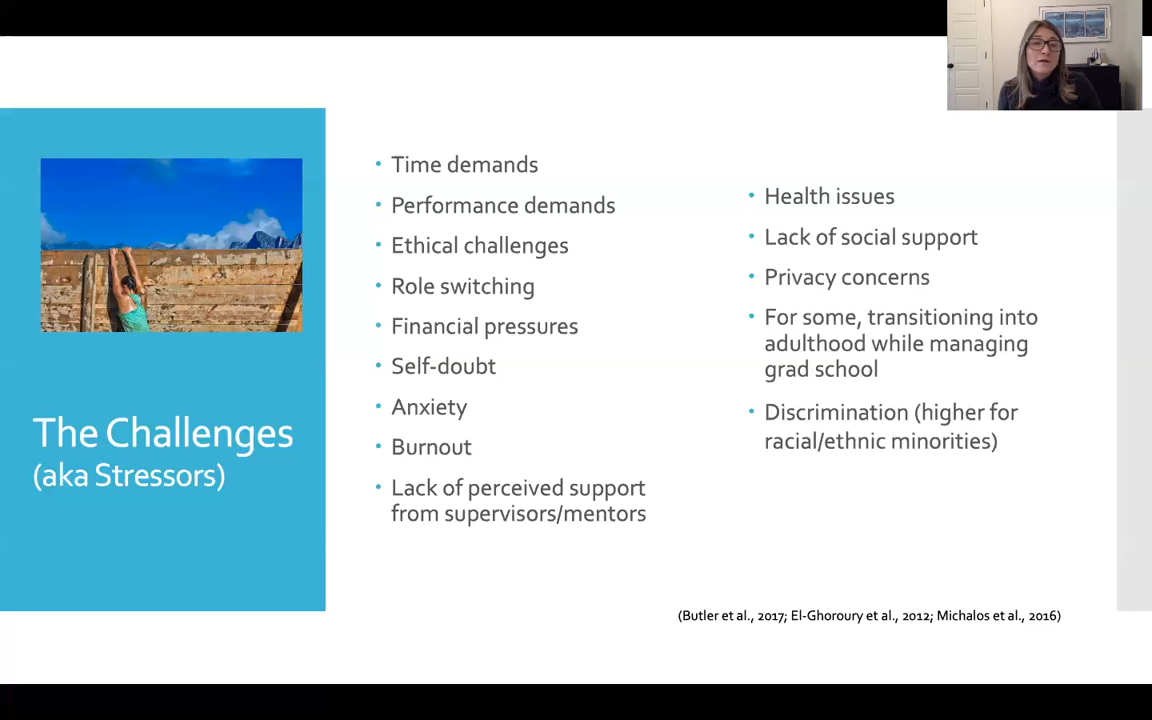 The Challenges
(aka Stressors)
• Time demands
• Performance demands
• Ethical challenges
• Role switching
• Financial pressures
• Self-doubt
• Anxiety
• Burnout
• Lack of perceived support
from supervisors/mentors
• Health issues
• Lack of social support
• Privacy concerns
• For some, transitioning into
adulthood while managing
grad school
• Discrimination (higher for
racial/ethnic minorities)
(Butler et al., 2017; El-Ghoroury et al., 2012; Michalos et al., 2016)